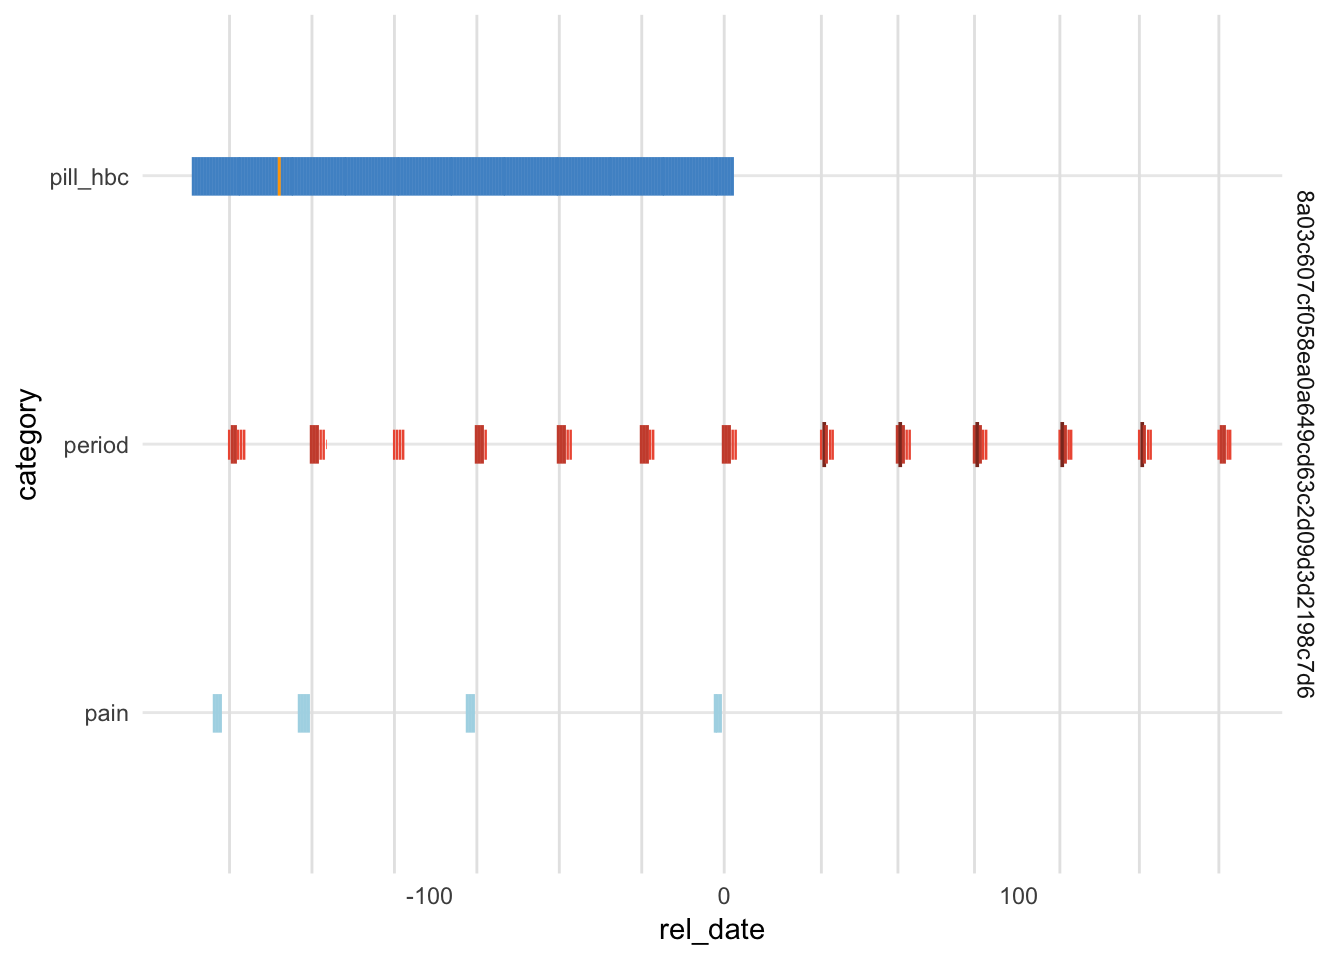 pill_hbc
period
pain
category
-100
0
100
rel_date
8a03c607cf058ea0a649cd63c2d09d3d2198c7d6